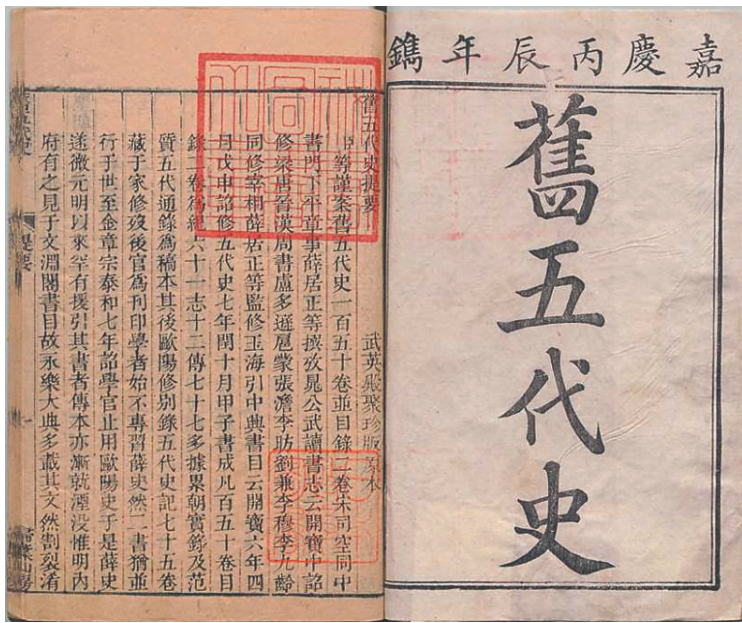 嘉慶丙辰年鐫
舊五代史
舊五代史提要
武英殿聚珍版原本
臣等謹案舊五代史一百五十卷並目錄二卷宋司空同中
書門下平章事薛居正等撰攷晁公武讀書志云開寶中詔
修梁唐晉漢周書盧多遜扈蒙張澹李昉劉兼李穆李九齡
同修宰相薛居正等監修玉海引中興書目云開寶六年四
月戊申詔修五代史七年閏十月甲子書成凡百五十卷目
錄二卷爲紀六十一志十二傳七十七多據累朝實錄及范
質五代通錄爲稿本其後歐陽修別錄五代史記七十五卷
藏于家修歿後官爲刊印學者始不專習薛史然二書猶並
行于世至金章宗泰和七年詔學官止用歐陽史于是薛史
遂微元明以來罕有援引其書者傳本亦漸就湮没惟明内
府有之見于文淵閣書目故永樂大典多載其文然割裂淆
提要
一